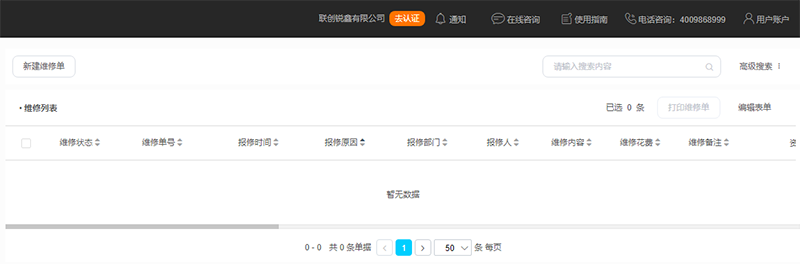 联创锐鑫有限公司 去认证 通知 在线咨询 使用指南 电话咨询：4009868999 用户账户
新建维修单 请输入搜索内容 高级搜索
• 维修列表 已选 0 条 打印维修单 编辑表单
维修状态 维修单号 报修时间 报修原因 报修部门 报修人 维修内容 维修花费 维修备注
暂无数据
0 - 0 共 0 条单据 < 1 > 50 条 每页